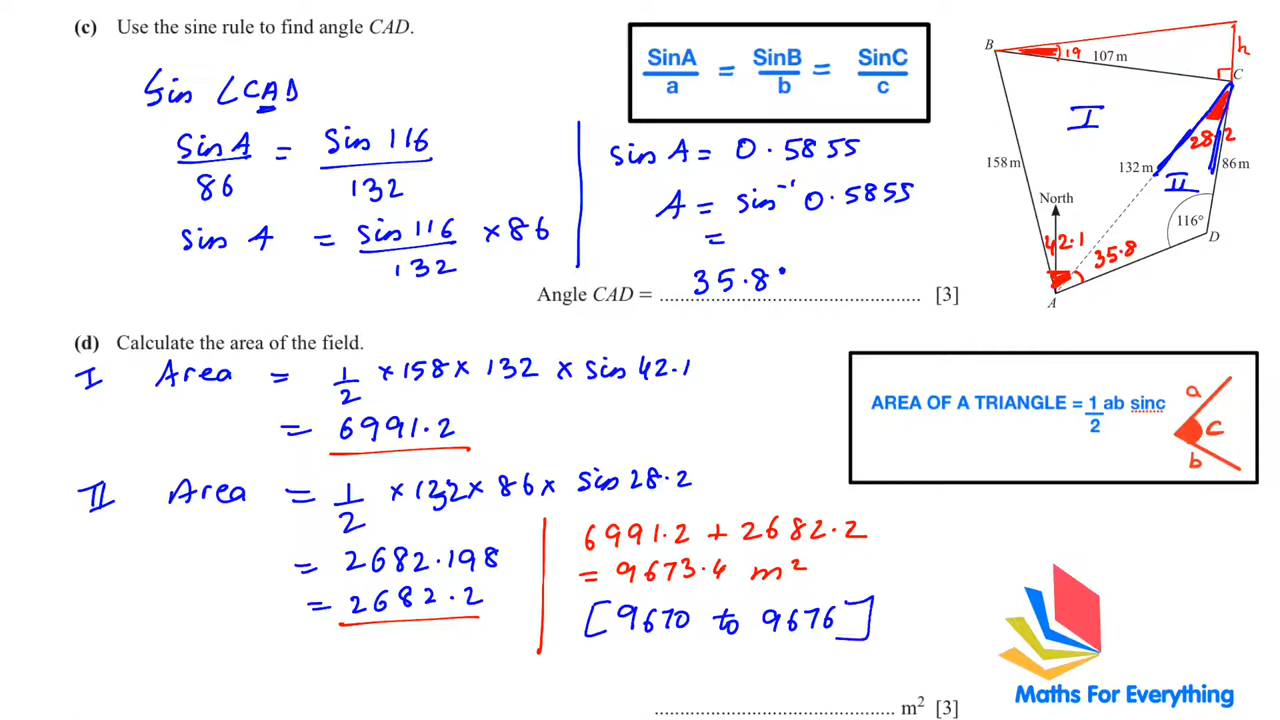 (c) Use the sine rule to find angle CAD.
Sin ∠CAD
SinA/86 = Sin 116/132
Sin A = Sin 116/132 × 86
SinA/a = SinB/b = SinC/c
Sin A = 0.5855
A = Sin⁻¹ 0.5855
=
35.8°
Angle CAD = ................ [3]
B
19
107 m
h
C
I
28.2
158 m
132 m
II
86 m
North
116°
D
42.1
35.8
A
(d) Calculate the area of the field.
I Area = 1/2 × 158 × 132 × Sin 42.1
= 6991.2
II Area = 1/2 × 132 × 86 × Sin 28.2
= 2682.198
= 2682.2
6991.2 + 2682.2
= 9673.4 m²
[9670 to 9676]
AREA OF A TRIANGLE = 1/2 ab sinc
a
C
b
Maths For Everything
................ m² [3]